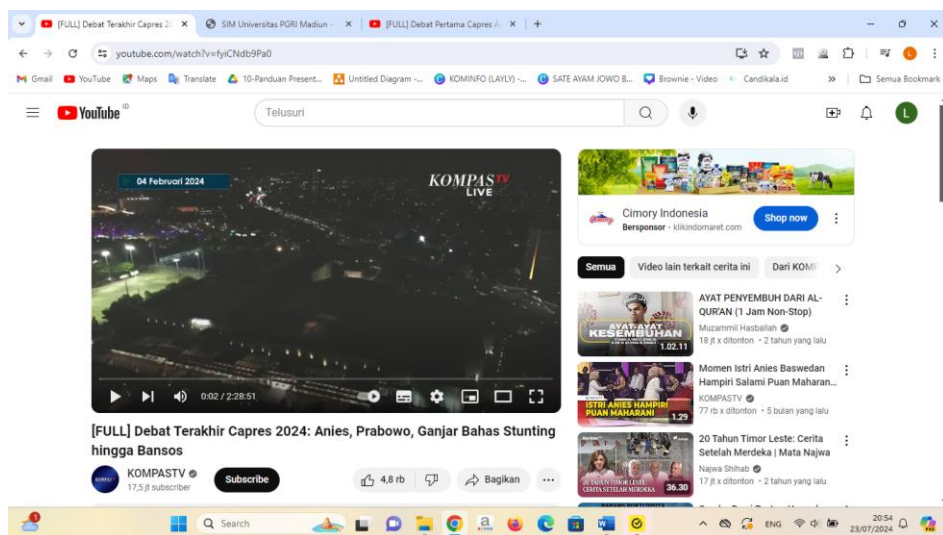 [FULL] Debat Terakhir Capres 2
SIM Universitas PGRI Madiun -
[FULL] Debat Pertama Capres A
youtube.com/watch?v=fyiCNdb9Pa0
Gmail
YouTube
Maps
Translate
10-Panduan Present...
Untitled Diagram -...
KOMINFO (LAYLY) -...
SATE AYAM JOWO B...
Brownie - Video
Candikala.id
Semua Bookmark
YouTube ID
Telusuri
L
04 Februari 2024
KOMPAS TV
LIVE
0:02 / 2:28:51
[FULL] Debat Terakhir Capres 2024: Anies, Prabowo, Ganjar Bahas Stunting
hingga Bansos
KOMPASTV
17,5 jt subscriber
Subscribe
4,8 rb
Bagikan
Cimory Indonesia
Bersponsor · klikindomaret.com
Shop now
Semua
Video lain terkait cerita ini
Dari KOMP
AYAT-AYAT
KESEMBUHAN
1.02.11
AYAT PENYEMBUH DARI AL-
QUR'AN (1 Jam Non-Stop)
Muzammil Hasballah
18 jt x ditonton · 2 tahun yang lalu
ISTRI ANIES HAMPIRI
PUAN MAHARANI
1.29
Momen Istri Anies Baswedan
Hampiri Salami Puan Maharan...
KOMPASTV
77 rb x ditonton · 5 bulan yang lalu
20 TAHUN TIMOR LESTE:
CERITA SETELAH MERDEKA
36.30
20 Tahun Timor Leste: Cerita
Setelah Merdeka | Mata Najwa
Najwa Shihab
17 jt x ditonton · 2 tahun yang lalu
Search
ENG
20:54
23/07/2024